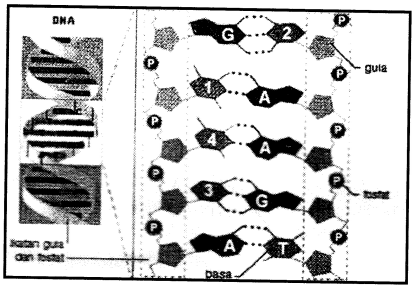 DNA
G 2
P
P
gula
1 A
P
P
4 A
P
P
3 G
P
fosfat
Ikatan gula
dan fosfat
A T
P
P
basa